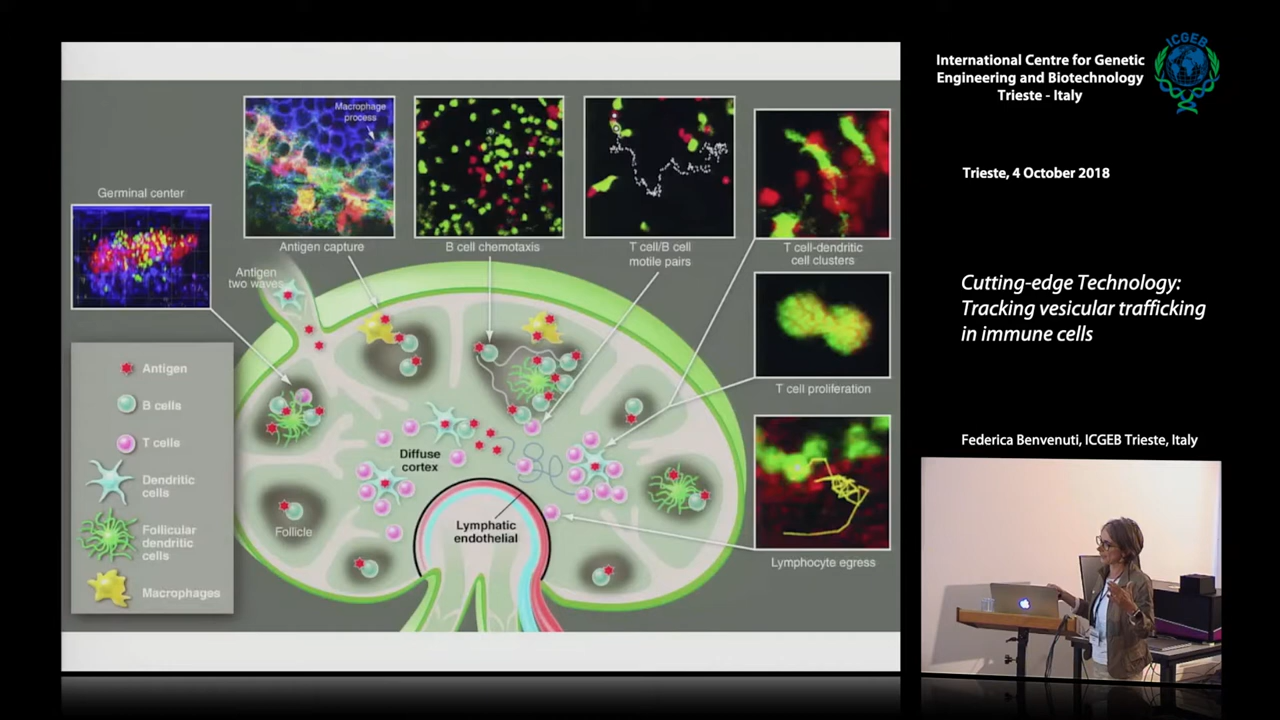 Macrophage
process
Germinal center
Antigen capture
B cell chemotaxis
T cell/B cell
motile pairs
T cell-dendritic
cell clusters
Antigen
two waves
T cell proliferation
Antigen
B cells
T cells
Dendritic
cells
Follicular
dendritic
cells
Macrophages
Diffuse
cortex
Follicle
Lymphatic
endothelial
Lymphocyte egress
International Centre for Genetic
Engineering and Biotechnology
Trieste - Italy
ICGEB
Trieste, 4 October 2018
Cutting-edge Technology:
Tracking vesicular trafficking
in immune cells
Federica Benvenuti, ICGEB Trieste, Italy